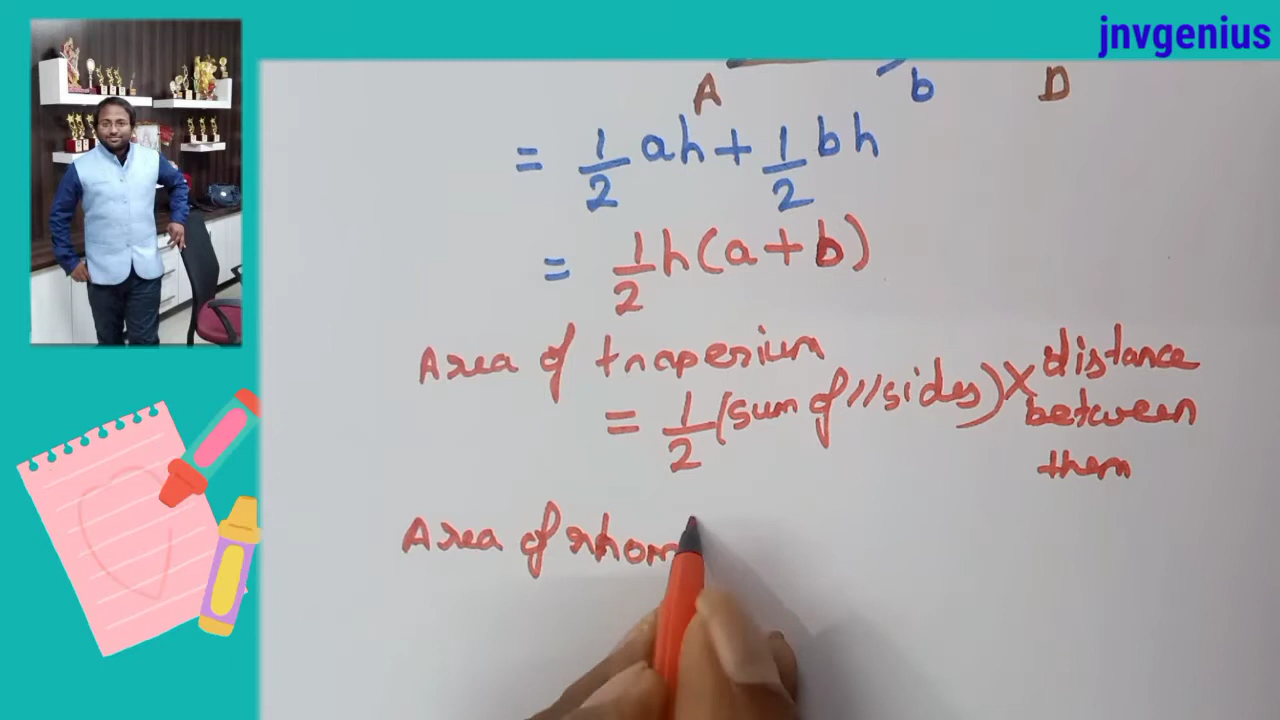 jnvgenius
A b D
= 1/2 ah + 1/2 bh
= 1/2 h(a+b)
Area of trapezium
= 1/2 (sum of // sides) × distance between them
Area of rhom